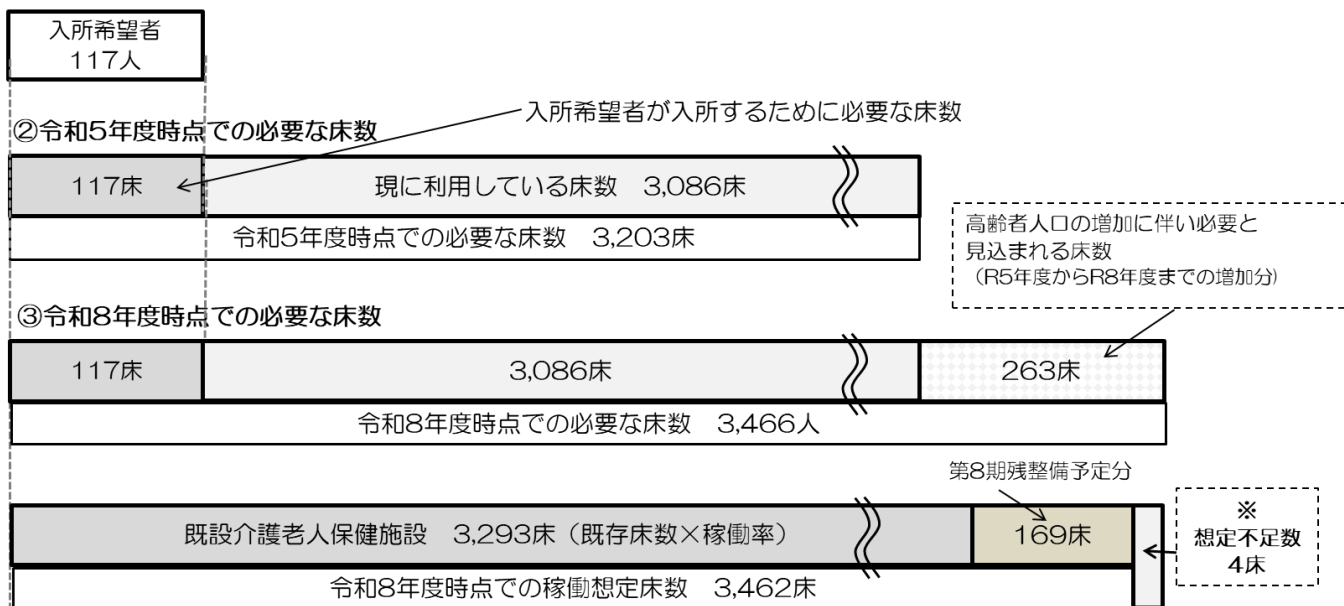 入所希望者
117人
入所希望者が入所するために必要な床数
②令和5年度時点での必要な床数
117床
現に利用している床数　3,086床
令和5年度時点での必要な床数　3,203床
高齢者人口の増加に伴い必要と
見込まれる床数
（R5年度からR8年度までの増加分)
③令和8年度時点での必要な床数
117床
3,086床
263床
令和8年度時点での必要な床数　3,466人
第8期残整備予定分
既設介護老人保健施設　3,293床（既存床数×稼働率）
169床
※
想定不足数
4床
令和8年度時点での稼働想定床数　3,462床